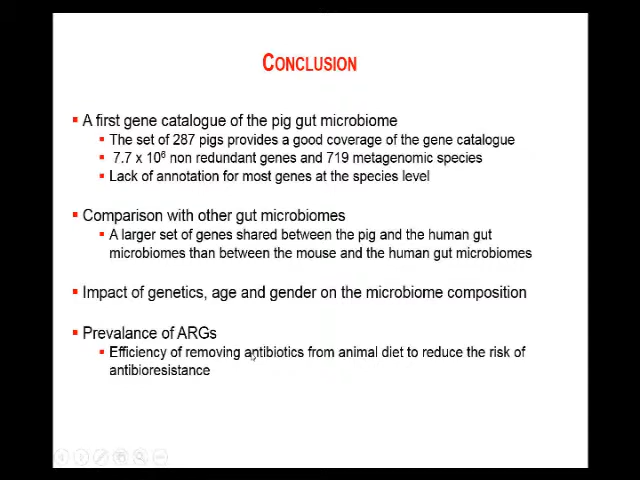 CONCLUSION
▪ A first gene catalogue of the pig gut microbiome
▪ The set of 287 pigs provides a good coverage of the gene catalogue
▪ 7.7 x 10⁶ non redundant genes and 719 metagenomic species
▪ Lack of annotation for most genes at the species level
▪ Comparison with other gut microbiomes
▪ A larger set of genes shared between the pig and the human gut
microbiomes than between the mouse and the human gut microbiomes
▪ Impact of genetics, age and gender on the microbiome composition
▪ Prevalance of ARGs
▪ Efficiency of removing antibiotics from animal diet to reduce the risk of
antibioresistance